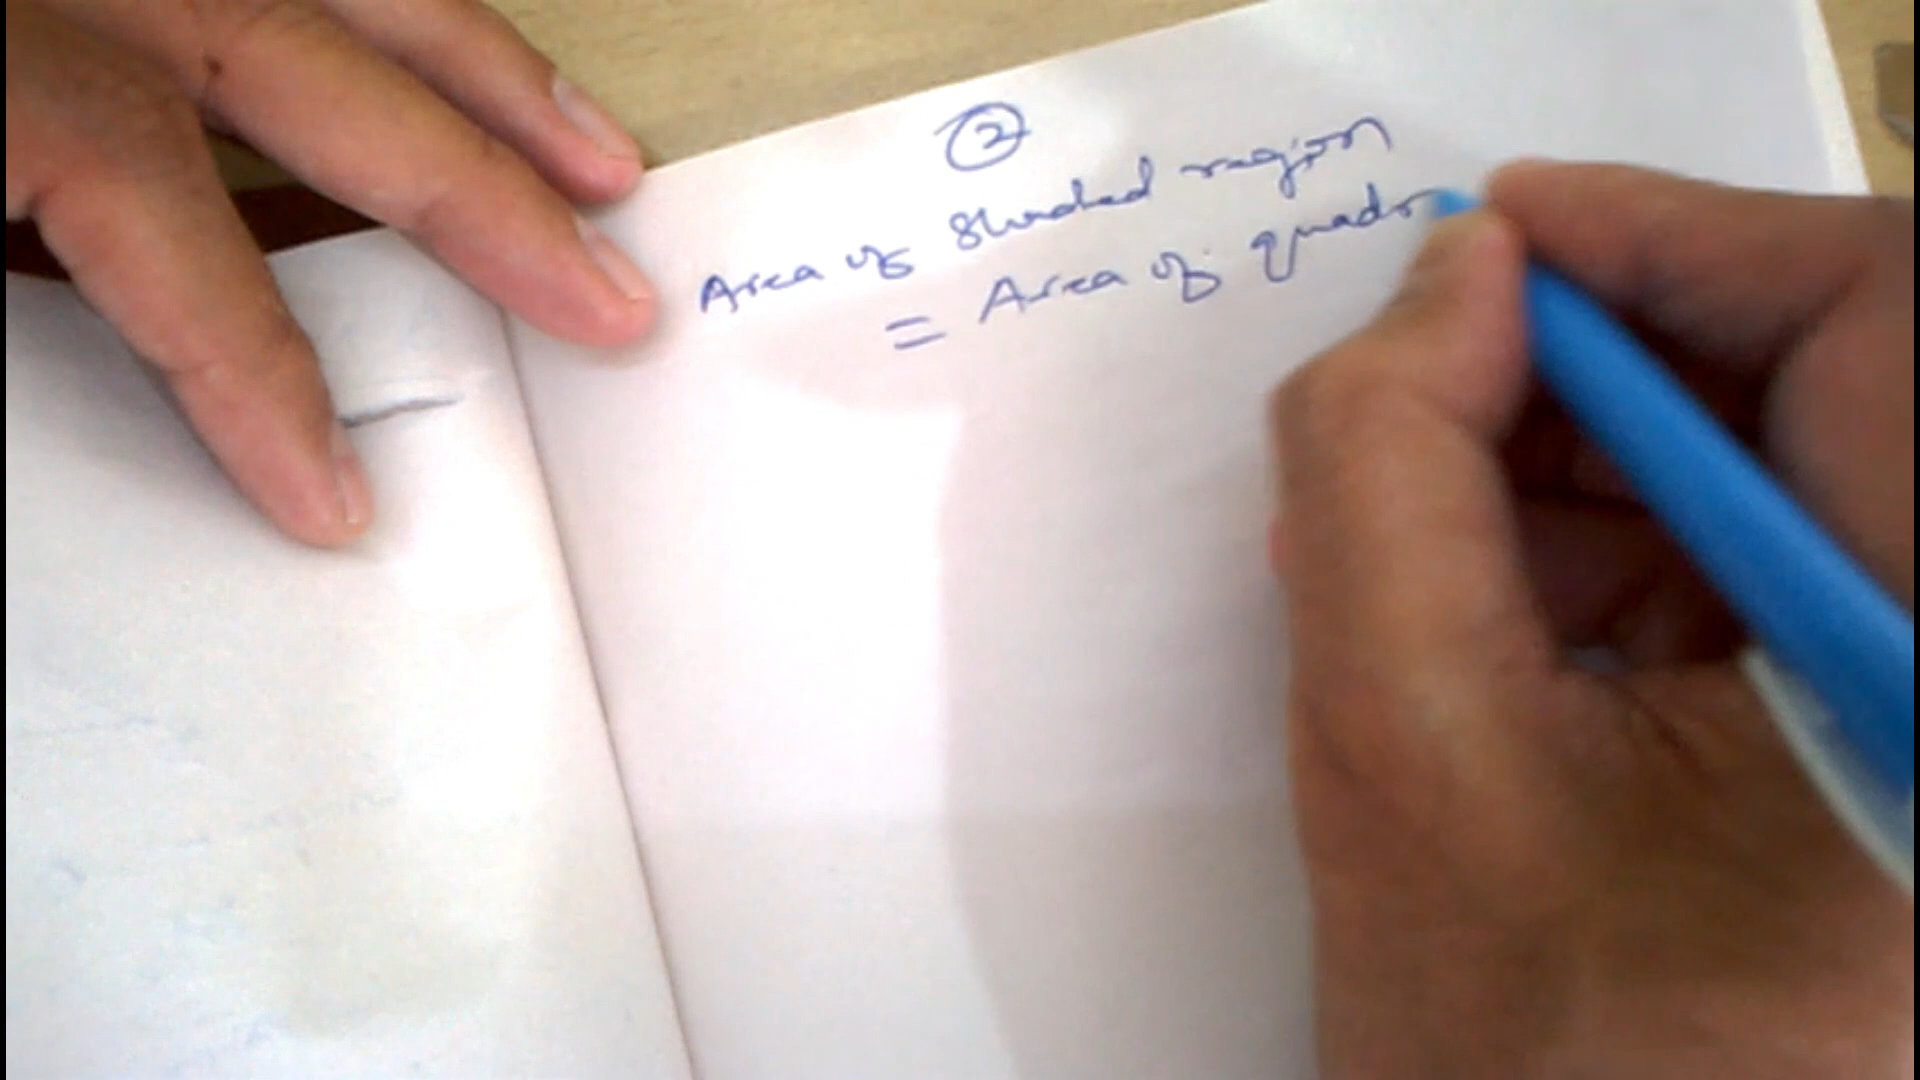 ②
Area of shaded region
= Area of quadr